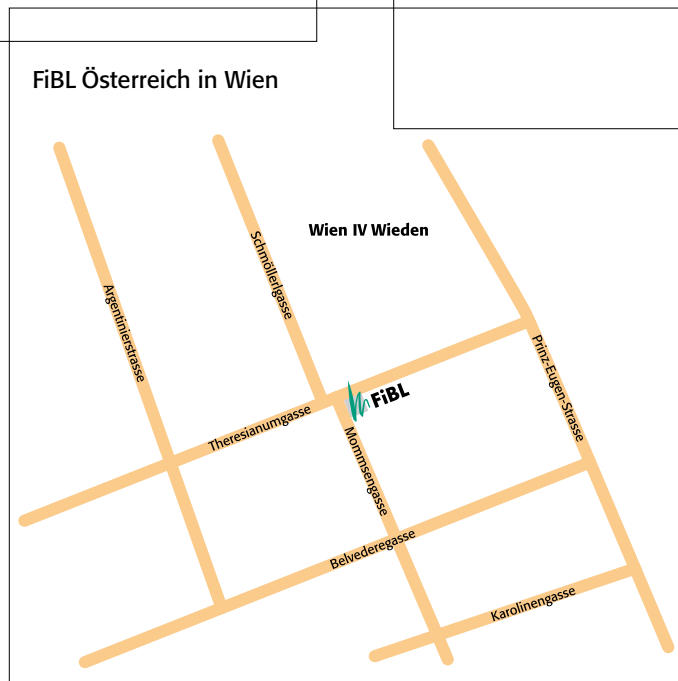 FiBL Österreich in Wien
Wien IV Wieden
Schmöllerlgasse
Argentinierstrasse
Prinz-Eugen-Strasse
FiBL
Theresianumgasse
Mommsengasse
Belvederegasse
Karolinengasse